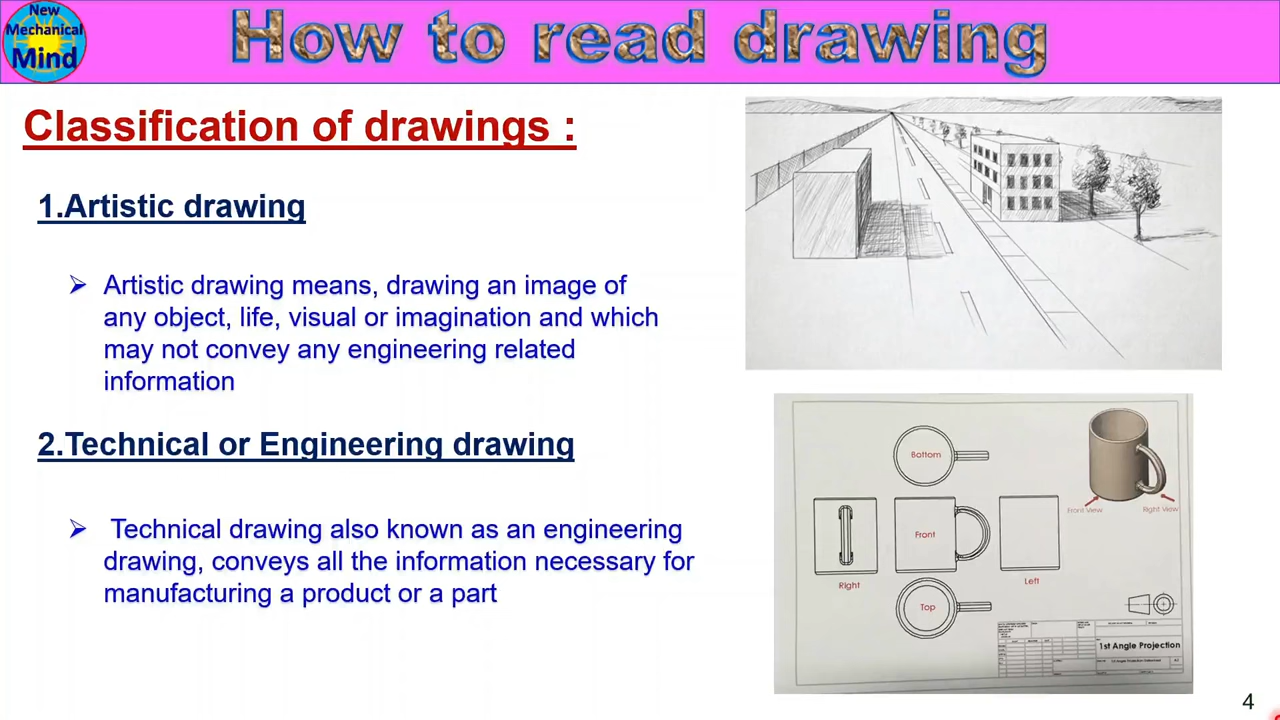 New
Mechanical
Mind
How to read drawing
Classification of drawings :
1.Artistic drawing
Artistic drawing means, drawing an image of
any object, life, visual or imagination and which
may not convey any engineering related
information
2.Technical or Engineering drawing
Technical drawing also known as an engineering
drawing, conveys all the information necessary for
manufacturing a product or a part
Bottom
Front View
Right View
Front
Right
Left
Top
1st Angle Projection
4